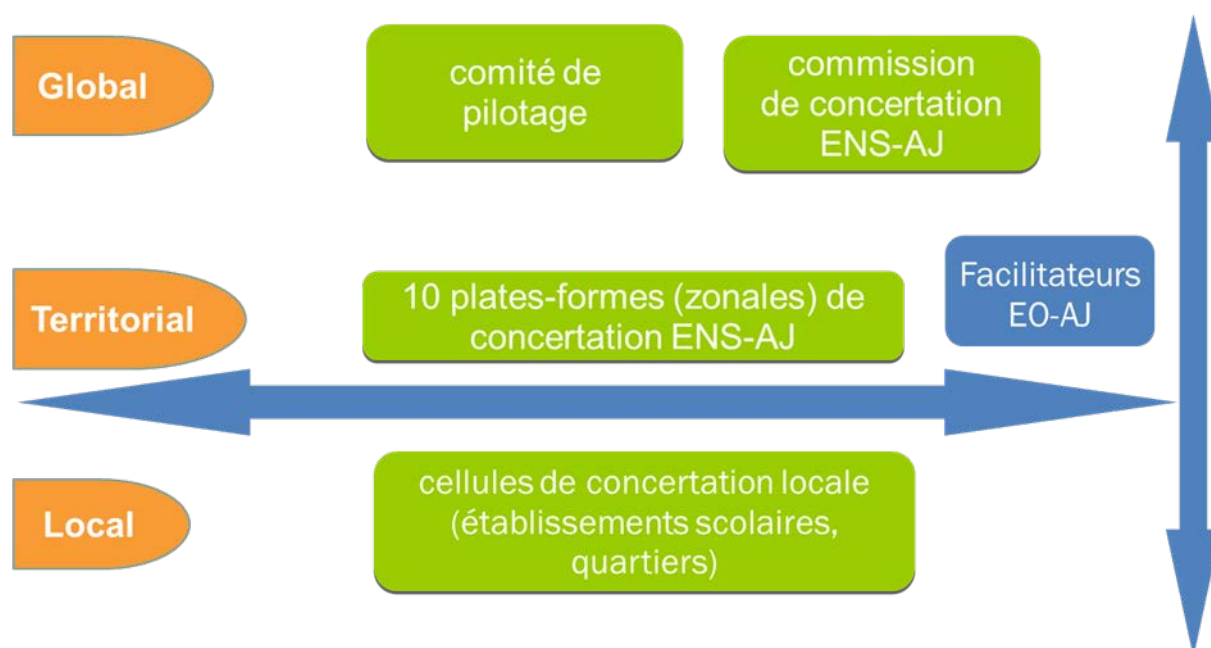 Global
comité de
pilotage
commission
de concertation
ENS-AJ
Territorial
10 plates-formes (zonales) de
concertation ENS-AJ
Facilitateurs
EO-AJ
Local
cellules de concertation locale
(établissements scolaires,
quartiers)